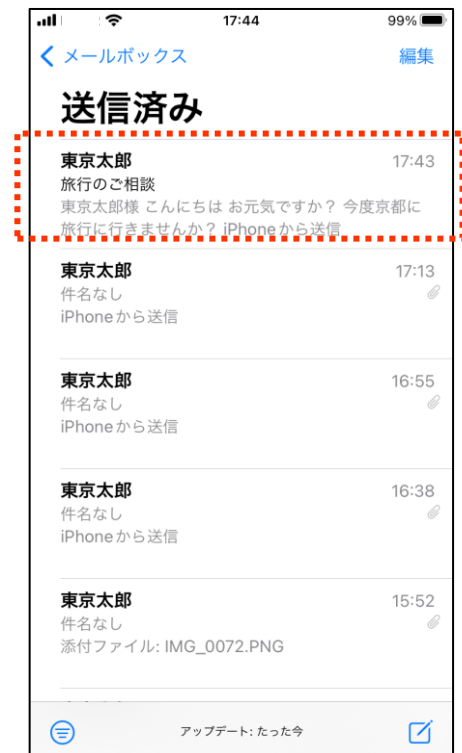 17:44
99%
メールボックス
編集
送信済み
東京太郎 17:43
旅行のご相談
東京太郎様 こんにちは お元気ですか？ 今度京都に
旅行に行きませんか？ iPhoneから送信
東京太郎 17:13
件名なし
iPhoneから送信
東京太郎 16:55
件名なし
iPhoneから送信
東京太郎 16:38
件名なし
iPhoneから送信
東京太郎 15:52
件名なし
添付ファイル: IMG_0072.PNG
アップデート: たった今